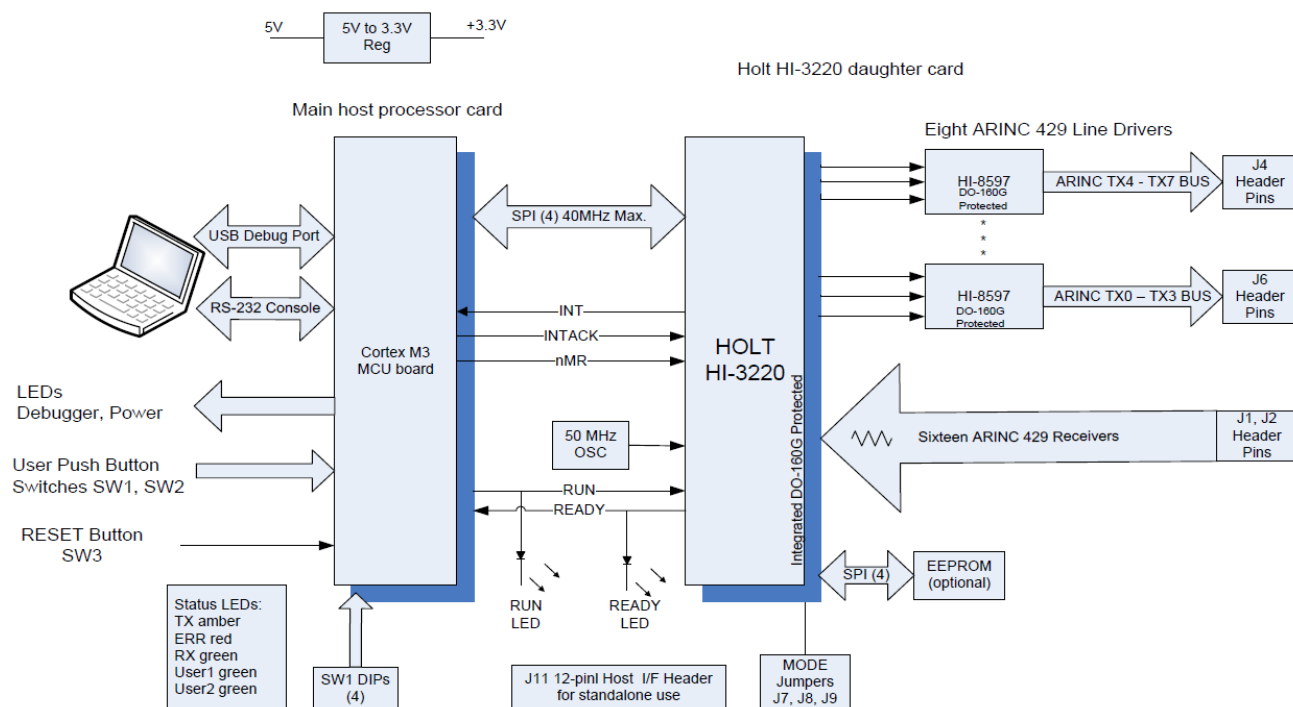 5V
5V to 3.3V
Reg
+3.3V
Holt HI-3220 daughter card
Main host processor card
Eight ARINC 429 Line Drivers
HI-8597
DO-160G
Protected
ARINC TX4 - TX7 BUS
J4
Header
Pins
*
*
*
HI-8597
DO-160G
Protected
ARINC TX0 – TX3 BUS
J6
Header
Pins
USB Debug Port
RS-232 Console
SPI (4) 40MHz Max.
INT
INTACK
nMR
Cortex M3
MCU board
HOLT
HI-3220
Integrated DO-160G Protected
LEDs
Debugger, Power
50 MHz
OSC
Sixteen ARINC 429 Receivers
J1, J2
Header
Pins
User Push Button
Switches SW1, SW2
RUN
READY
RESET Button
SW3
SPI (4)
EEPROM
(optional)
RUN
LED
READY
LED
Status LEDs:
TX amber
ERR red
RX green
User1 green
User2 green
SW1 DIPs
(4)
J11 12-pinl Host I/F Header
for standalone use
MODE
Jumpers
J7, J8, J9